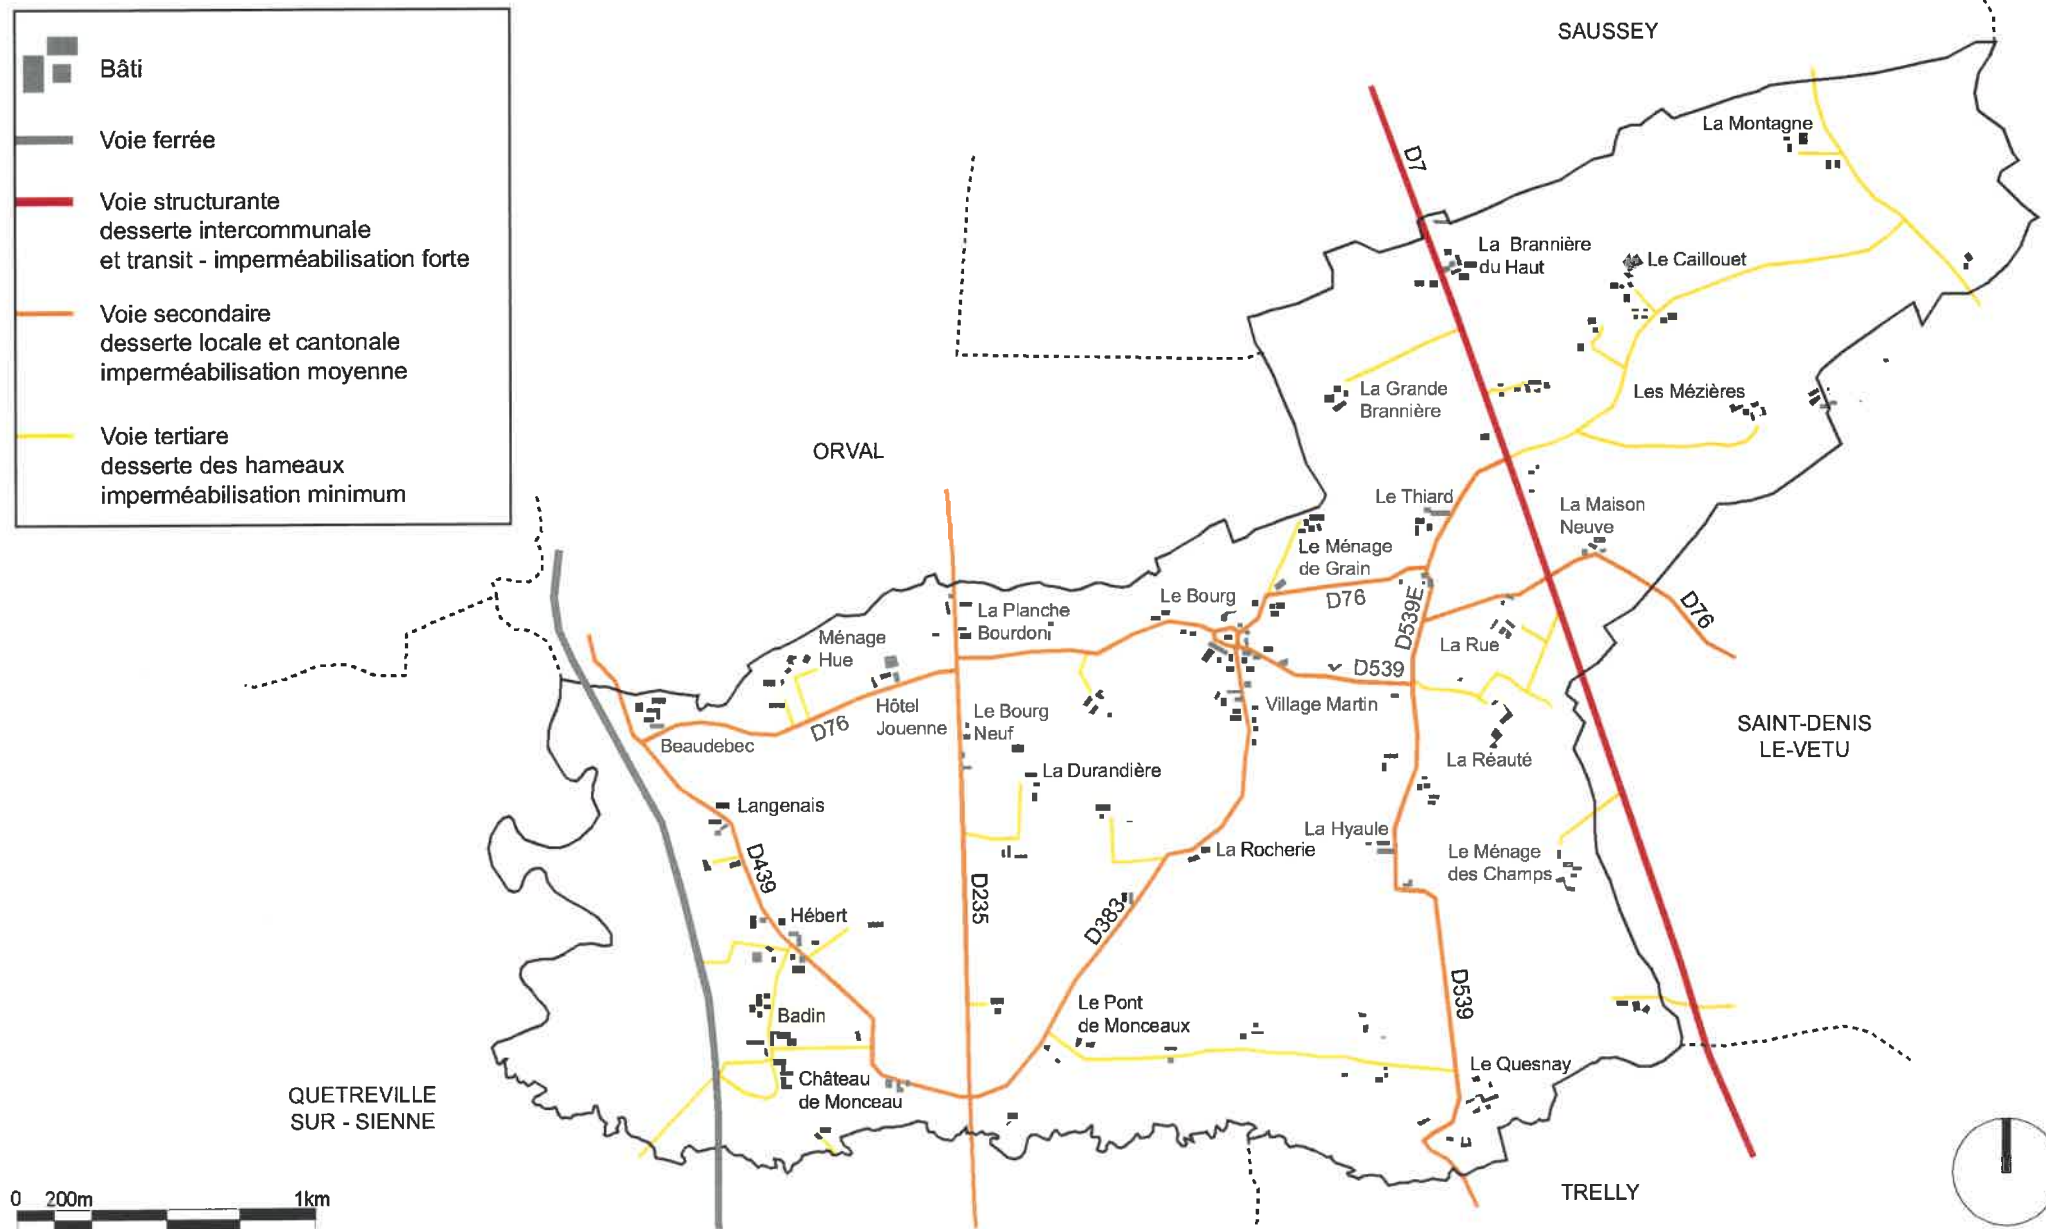 Bâti
Voie ferrée
Voie structurante
desserte intercommunale
et transit - imperméabilisation forte
Voie secondaire
desserte locale et cantonale
imperméabilisation moyenne
Voie tertiaire
desserte des hameaux
imperméabilisation minimum
SAUSSEY
La Montagne
D7
La Brannière
du Haut
Le Caillouet
La Grande
Brannière
Les Mézières
ORVAL
Le Thiard
La Maison
Neuve
Le Ménage
de Grain
Le Bourg
D76
D539E
D76
La Planche
Bourdon
Ménage
Hue
La Rue
D539
Hôtel
Jouenne
Le Bourg
Neuf
Village Martin
D76
Beaudebec
SAINT-DENIS
LE-VETU
La Réauté
La Durandière
Langenais
La Hyaule
La Rocherie
Le Ménage
des Champs
D439
D235
D383
Hébert
D539
Le Pont
de Monceaux
Badin
Le Quesnay
Château
de Monceau
QUETREVILLE
SUR - SIENNE
TRELLY
0 200m 1km